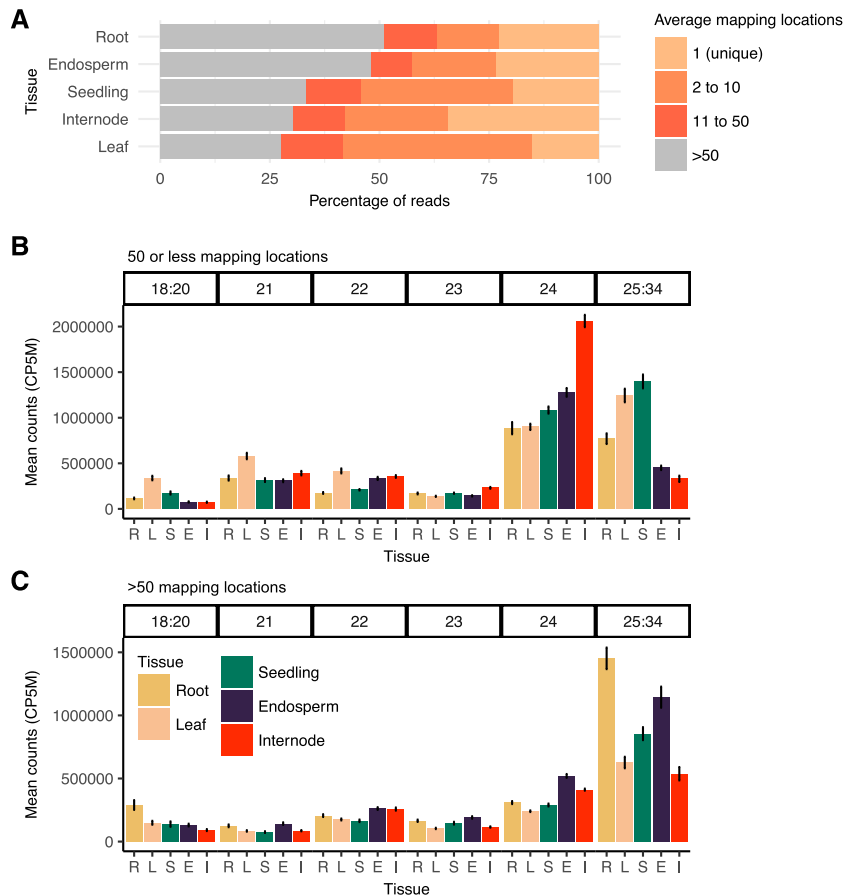 A
Average mapping locations
Root
Endosperm
Seedling
Internode
Leaf
Tissue
0 25 50 75 100
Percentage of reads
1 (unique)
2 to 10
11 to 50
>50
B
50 or less mapping locations
18:20 21 22 23 24 25:34
Mean counts (CP5M)
2000000
1500000
1000000
500000
0
R L S E I R L S E I R L S E I R L S E I R L S E I R L S E I
Tissue
C
>50 mapping locations
18:20 21 22 23 24 25:34
Mean counts (CP5M)
1500000
1000000
500000
0
Tissue
Root
Leaf
Seedling
Endosperm
Internode
R L S E I R L S E I R L S E I R L S E I R L S E I R L S E I
Tissue